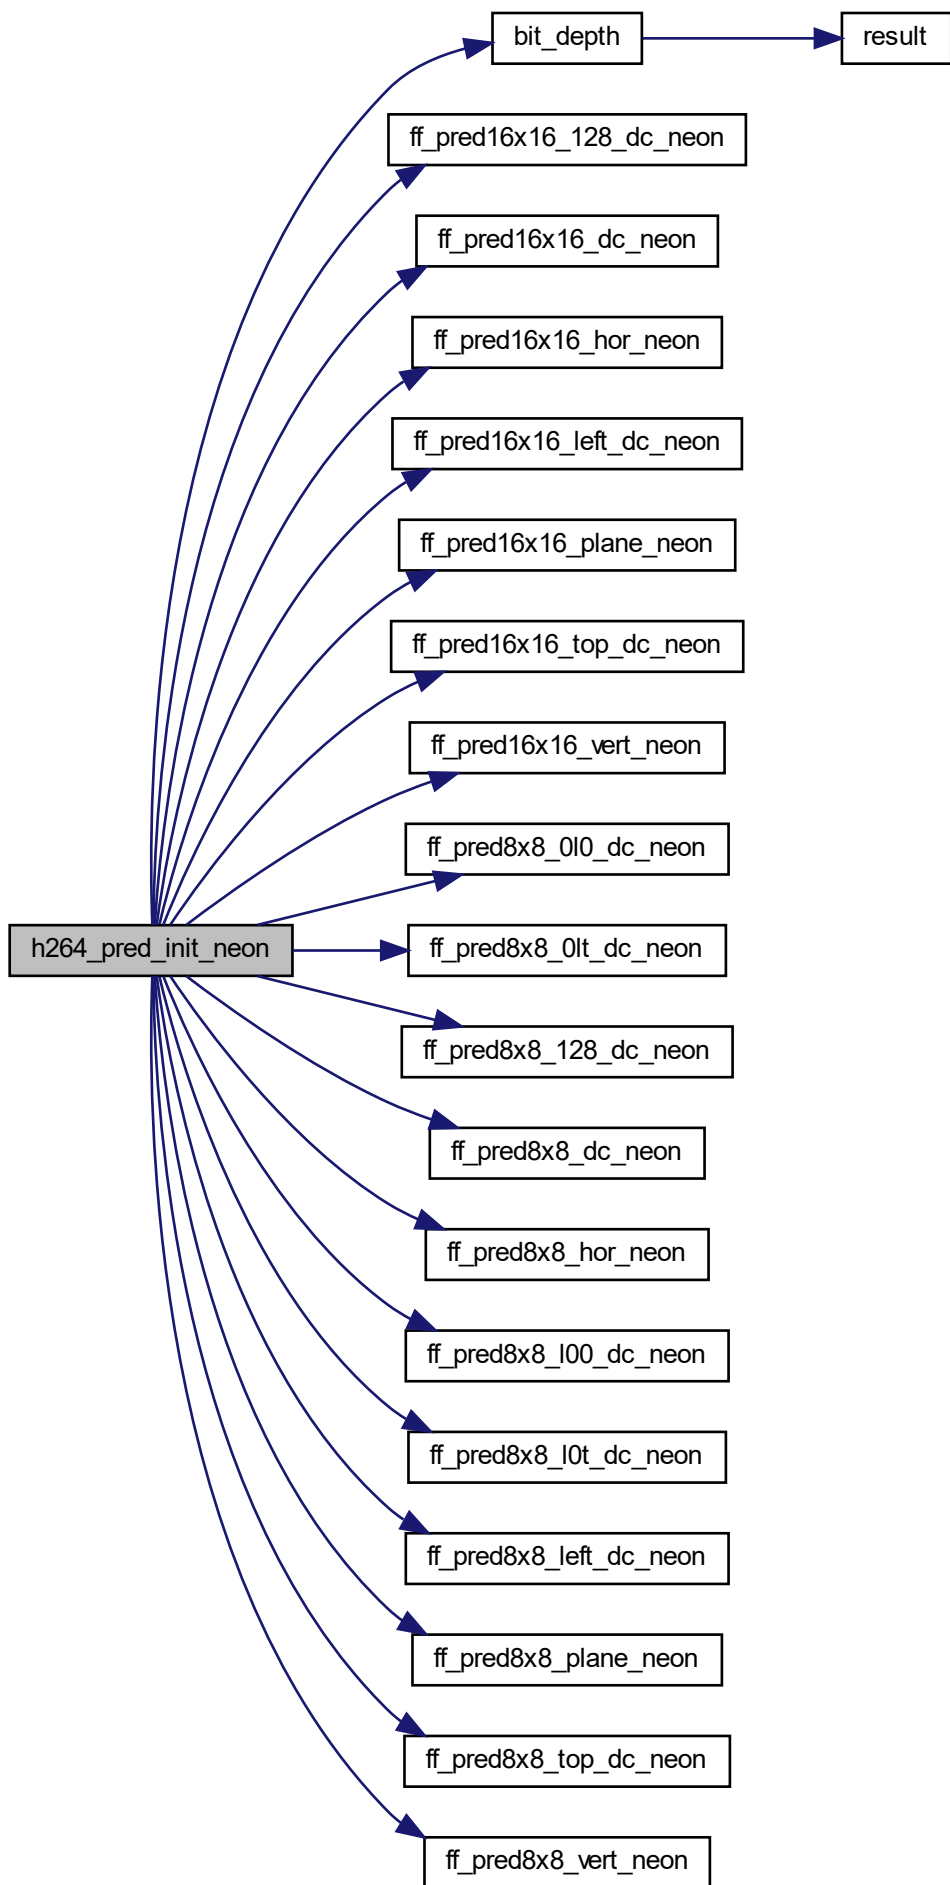 bit_depth
result
ff_pred16x16_128_dc_neon
ff_pred16x16_dc_neon
ff_pred16x16_hor_neon
ff_pred16x16_left_dc_neon
ff_pred16x16_plane_neon
ff_pred16x16_top_dc_neon
ff_pred16x16_vert_neon
ff_pred8x8_0l0_dc_neon
h264_pred_init_neon
ff_pred8x8_0lt_dc_neon
ff_pred8x8_128_dc_neon
ff_pred8x8_dc_neon
ff_pred8x8_hor_neon
ff_pred8x8_l00_dc_neon
ff_pred8x8_l0t_dc_neon
ff_pred8x8_left_dc_neon
ff_pred8x8_plane_neon
ff_pred8x8_top_dc_neon
ff_pred8x8_vert_neon